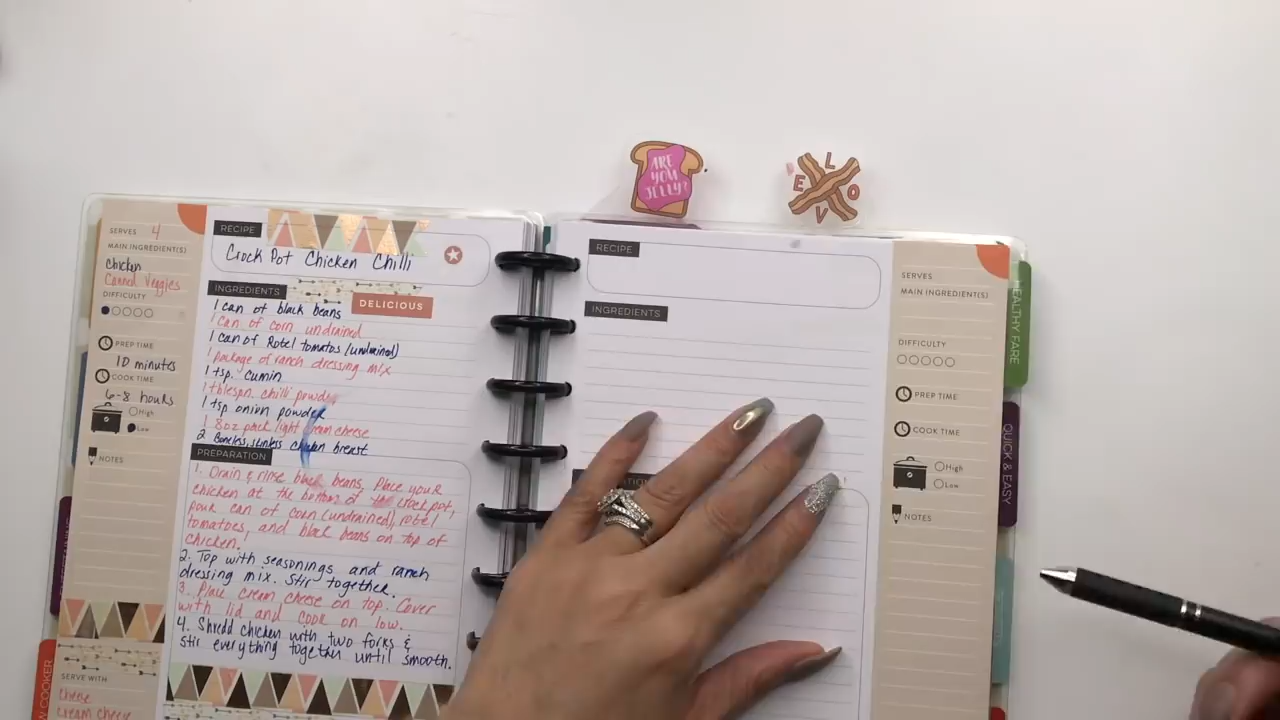 ARE
YOU
JELLY?
L
E O
V
SERVES 4
MAIN INGREDIENT(S)
Chicken
Canned Veggies
DIFFICULTY
PREP TIME
10 minutes
COOK TIME
6-8 hours
High
Low
NOTES
SERVE WITH
Cheese
Cream cheese
RECIPE
Crock Pot Chicken Chilli
INGREDIENTS
DELICIOUS
1 can of black beans
1 can of corn undrained
1 can of Rotel tomatos (undrained)
1 package of ranch dressing mix
1 tsp. cumin
1 tblespn. chilli powder
1 tsp onion powder
1 8oz pack light cream cheese
2 Boneless, skinless chicken breast
PREPARATION
1. Drain & rinse black beans. Place your
chicken at the bottom of the crockpot,
pour can of corn (undrained), rotel
tomatoes, and black beans on top of
chicken.
2. Top with seasonings and ranch
dressing mix. Stir together.
3. Place cream cheese on top. Cover
with lid and cook on low.
4. Shredd chicken with two forks &
stir everything together until smooth.
RECIPE
INGREDIENTS
SERVES
MAIN INGREDIENT(S)
DIFFICULTY
PREP TIME
COOK TIME
High
Low
NOTES
HEALTHY FARE
QUICK & EASY